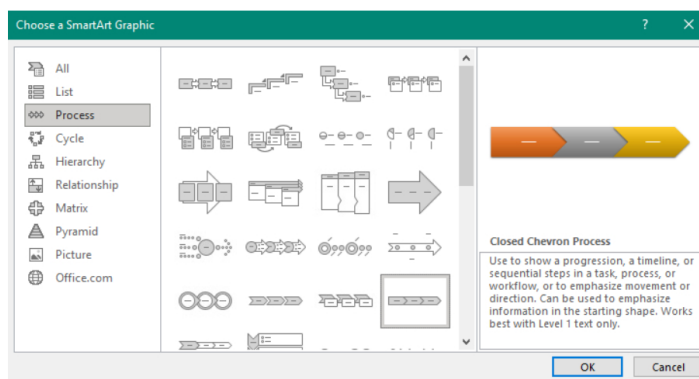 Choose a SmartArt Graphic
?
All
List
Process
Cycle
Hierarchy
Relationship
Matrix
Pyramid
Picture
Office.com
Closed Chevron Process
Use to show a progression, a timeline, or
sequential steps in a task, process, or
workflow, or to emphasize movement or
direction. Can be used to emphasize
information in the starting shape. Works
best with Level 1 text only.
OK
Cancel